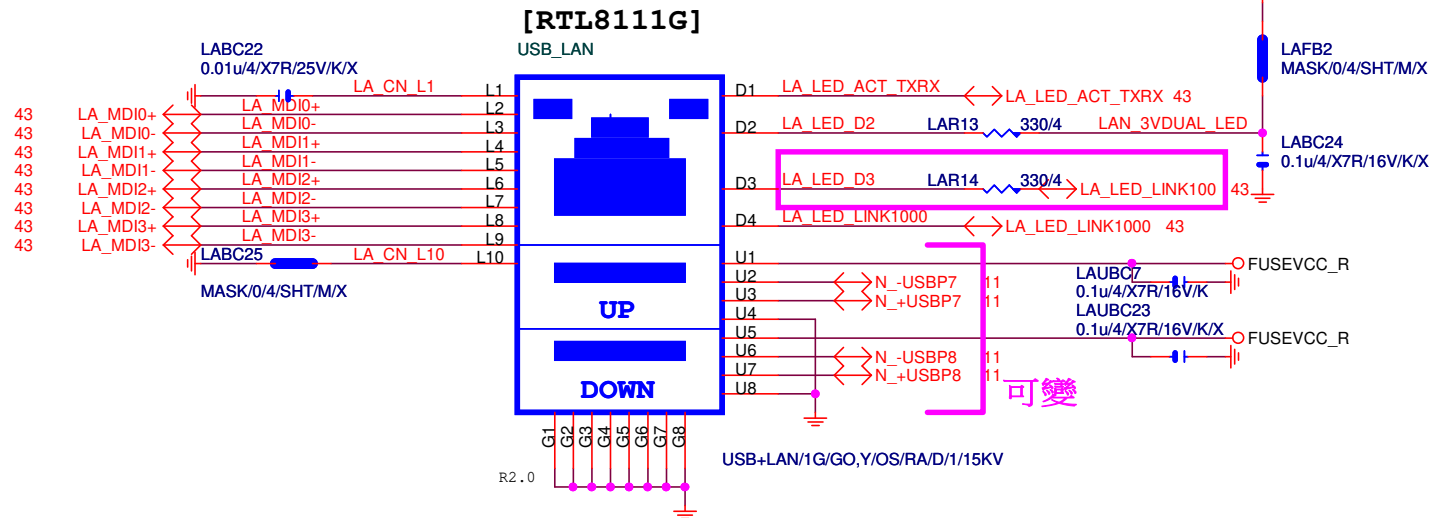 [RTL8111G]
USB_LAN
LABC22
0.01u/4/X7R/25V/K/X
LAFB2
MASK/0/4/SHT/M/X
LA_CN_L1 L1 D1 LA_LED_ACT_TXRX LA_LED_ACT_TXRX 43
43 LA_MDI0+ LA_MDI0+ L2
43 LA_MDI0- LA_MDI0- L3 D2 LA_LED_D2 LAR13 330/4 LAN_3VDUAL_LED
LABC24
0.1u/4/X7R/16V/K/X
43 LA_MDI1+ LA_MDI1+ L4
43 LA_MDI1- LA_MDI1- L5
43 LA_MDI2+ LA_MDI2+ L6 D3 LA_LED_D3 LAR14 330/4 LA_LED_LINK100 43
43 LA_MDI2- LA_MDI2- L7
43 LA_MDI3+ LA_MDI3+ L8 D4 LA_LED_LINK1000 LA_LED_LINK1000 43
43 LA_MDI3- LA_MDI3- L9
LABC25 LA_CN_L10 L10 U1 FUSEVCC_R
MASK/0/4/SHT/M/X
LAUBC7
0.1u/4/X7R/16V/K
U2 N_-USBP7 11
U3 N_+USBP7 11
UP
U4
LAUBC23
0.1u/4/X7R/16V/K/X
U5 FUSEVCC_R
U6 N_-USBP8 11
U7 N_+USBP8 11
DOWN
U8
可變
G1 G2 G3 G4 G5 G6 G7 G8
USB+LAN/1G/GO,Y/OS/RA/D/1/15KV
R2.0